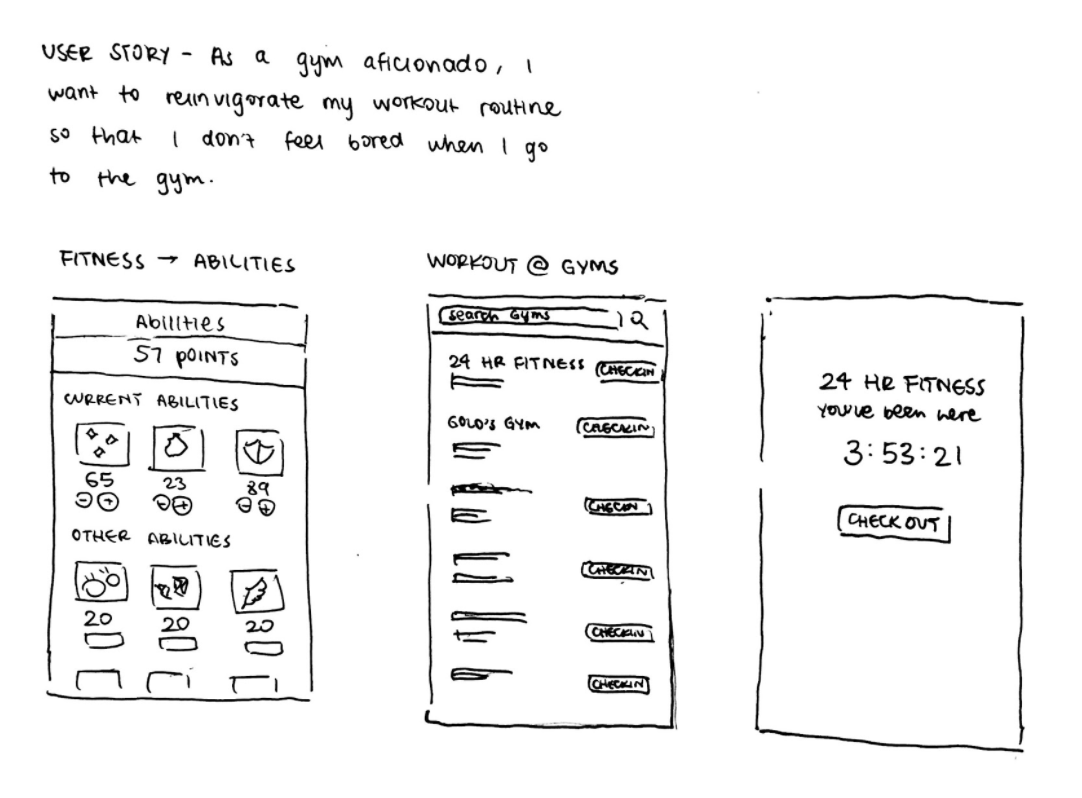 USER STORY - As a gym aficionado, I
want to reinvigorate my workout routine
so that I don't feel bored when I go
to the gym.
FITNESS → ABILITIES
Abilities
57 POINTS
CURRENT ABILITIES
65 23 89
- + - + - +
OTHER ABILITIES
20 20 20
WORKOUT @ GYMS
Search Gyms
24 HR FITNESS CHECKIN
GOLD'S GYM CHECKIN
CHECKIN
CHECKIN
CHECKIN
CHECKIN
24 HR FITNESS
You've been here
3:53:21
CHECK OUT